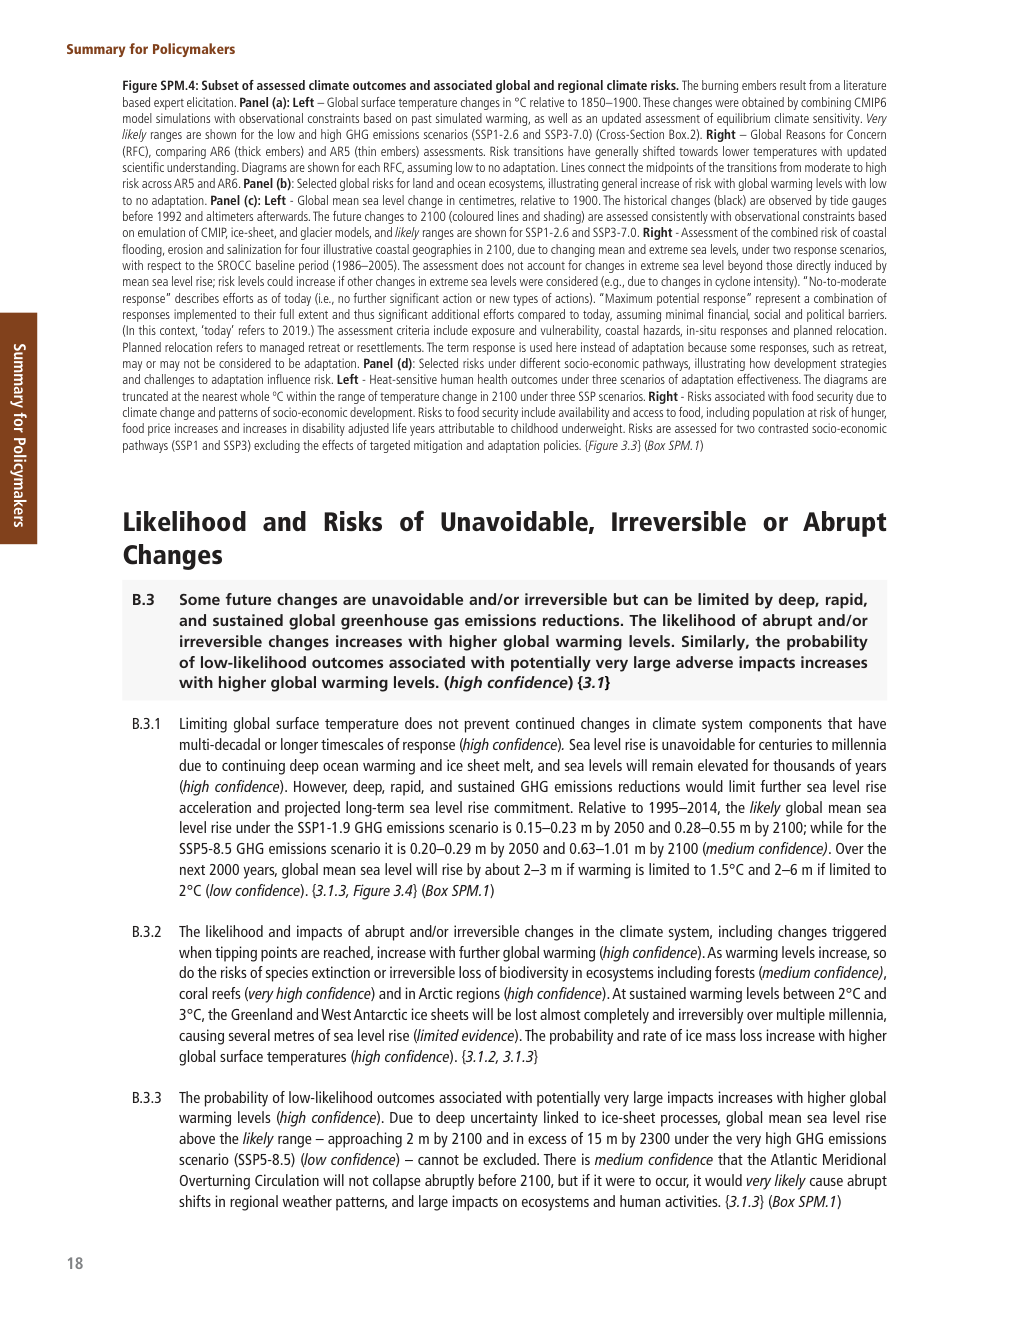 Summary for Policymakers
Figure SPM.4: Subset of assessed climate outcomes and associated global and regional climate risks. The burning embers result from a literature
based expert elicitation. Panel (a): Left – Global surface temperature changes in °C relative to 1850–1900. These changes were obtained by combining CMIP6
model simulations with observational constraints based on past simulated warming, as well as an updated assessment of equilibrium climate sensitivity. Very
likely ranges are shown for the low and high GHG emissions scenarios (SSP1-2.6 and SSP3-7.0) (Cross-Section Box.2). Right – Global Reasons for Concern
(RFC), comparing AR6 (thick embers) and AR5 (thin embers) assessments. Risk transitions have generally shifted towards lower temperatures with updated
scientific understanding. Diagrams are shown for each RFC, assuming low to no adaptation. Lines connect the midpoints of the transitions from moderate to high
risk across AR5 and AR6. Panel (b): Selected global risks for land and ocean ecosystems, illustrating general increase of risk with global warming levels with low
to no adaptation. Panel (c): Left - Global mean sea level change in centimetres, relative to 1900. The historical changes (black) are observed by tide gauges
before 1992 and altimeters afterwards. The future changes to 2100 (coloured lines and shading) are assessed consistently with observational constraints based
on emulation of CMIP, ice-sheet, and glacier models, and likely ranges are shown for SSP1-2.6 and SSP3-7.0. Right - Assessment of the combined risk of coastal
flooding, erosion and salinization for four illustrative coastal geographies in 2100, due to changing mean and extreme sea levels, under two response scenarios,
with respect to the SROCC baseline period (1986–2005). The assessment does not account for changes in extreme sea level beyond those directly induced by
mean sea level rise; risk levels could increase if other changes in extreme sea levels were considered (e.g., due to changes in cyclone intensity). “No-to-moderate
response” describes efforts as of today (i.e., no further significant action or new types of actions). “Maximum potential response” represent a combination of
responses implemented to their full extent and thus significant additional efforts compared to today, assuming minimal financial, social and political barriers.
(In this context, ‘today’ refers to 2019.) The assessment criteria include exposure and vulnerability, coastal hazards, in-situ responses and planned relocation.
Planned relocation refers to managed retreat or resettlements. The term response is used here instead of adaptation because some responses, such as retreat,
may or may not be considered to be adaptation. Panel (d): Selected risks under different socio-economic pathways, illustrating how development strategies
and challenges to adaptation influence risk. Left - Heat-sensitive human health outcomes under three scenarios of adaptation effectiveness. The diagrams are
truncated at the nearest whole ºC within the range of temperature change in 2100 under three SSP scenarios. Right - Risks associated with food security due to
climate change and patterns of socio-economic development. Risks to food security include availability and access to food, including population at risk of hunger,
food price increases and increases in disability adjusted life years attributable to childhood underweight. Risks are assessed for two contrasted socio-economic
pathways (SSP1 and SSP3) excluding the effects of targeted mitigation and adaptation policies. {Figure 3.3} (Box SPM.1)
Summary for Policymakers
Likelihood and Risks of Unavoidable, Irreversible or Abrupt
Changes
B.3 Some future changes are unavoidable and/or irreversible but can be limited by deep, rapid,
and sustained global greenhouse gas emissions reductions. The likelihood of abrupt and/or
irreversible changes increases with higher global warming levels. Similarly, the probability
of low-likelihood outcomes associated with potentially very large adverse impacts increases
with higher global warming levels. (high confidence) {3.1}
B.3.1 Limiting global surface temperature does not prevent continued changes in climate system components that have
multi-decadal or longer timescales of response (high confidence). Sea level rise is unavoidable for centuries to millennia
due to continuing deep ocean warming and ice sheet melt, and sea levels will remain elevated for thousands of years
(high confidence). However, deep, rapid, and sustained GHG emissions reductions would limit further sea level rise
acceleration and projected long-term sea level rise commitment. Relative to 1995–2014, the likely global mean sea
level rise under the SSP1-1.9 GHG emissions scenario is 0.15–0.23 m by 2050 and 0.28–0.55 m by 2100; while for the
SSP5-8.5 GHG emissions scenario it is 0.20–0.29 m by 2050 and 0.63–1.01 m by 2100 (medium confidence). Over the
next 2000 years, global mean sea level will rise by about 2–3 m if warming is limited to 1.5°C and 2–6 m if limited to
2°C (low confidence). {3.1.3, Figure 3.4} (Box SPM.1)
B.3.2 The likelihood and impacts of abrupt and/or irreversible changes in the climate system, including changes triggered
when tipping points are reached, increase with further global warming (high confidence). As warming levels increase, so
do the risks of species extinction or irreversible loss of biodiversity in ecosystems including forests (medium confidence),
coral reefs (very high confidence) and in Arctic regions (high confidence). At sustained warming levels between 2°C and
3°C, the Greenland and West Antarctic ice sheets will be lost almost completely and irreversibly over multiple millennia,
causing several metres of sea level rise (limited evidence). The probability and rate of ice mass loss increase with higher
global surface temperatures (high confidence). {3.1.2, 3.1.3}
B.3.3 The probability of low-likelihood outcomes associated with potentially very large impacts increases with higher global
warming levels (high confidence). Due to deep uncertainty linked to ice-sheet processes, global mean sea level rise
above the likely range – approaching 2 m by 2100 and in excess of 15 m by 2300 under the very high GHG emissions
scenario (SSP5-8.5) (low confidence) – cannot be excluded. There is medium confidence that the Atlantic Meridional
Overturning Circulation will not collapse abruptly before 2100, but if it were to occur, it would very likely cause abrupt
shifts in regional weather patterns, and large impacts on ecosystems and human activities. {3.1.3} (Box SPM.1)
18